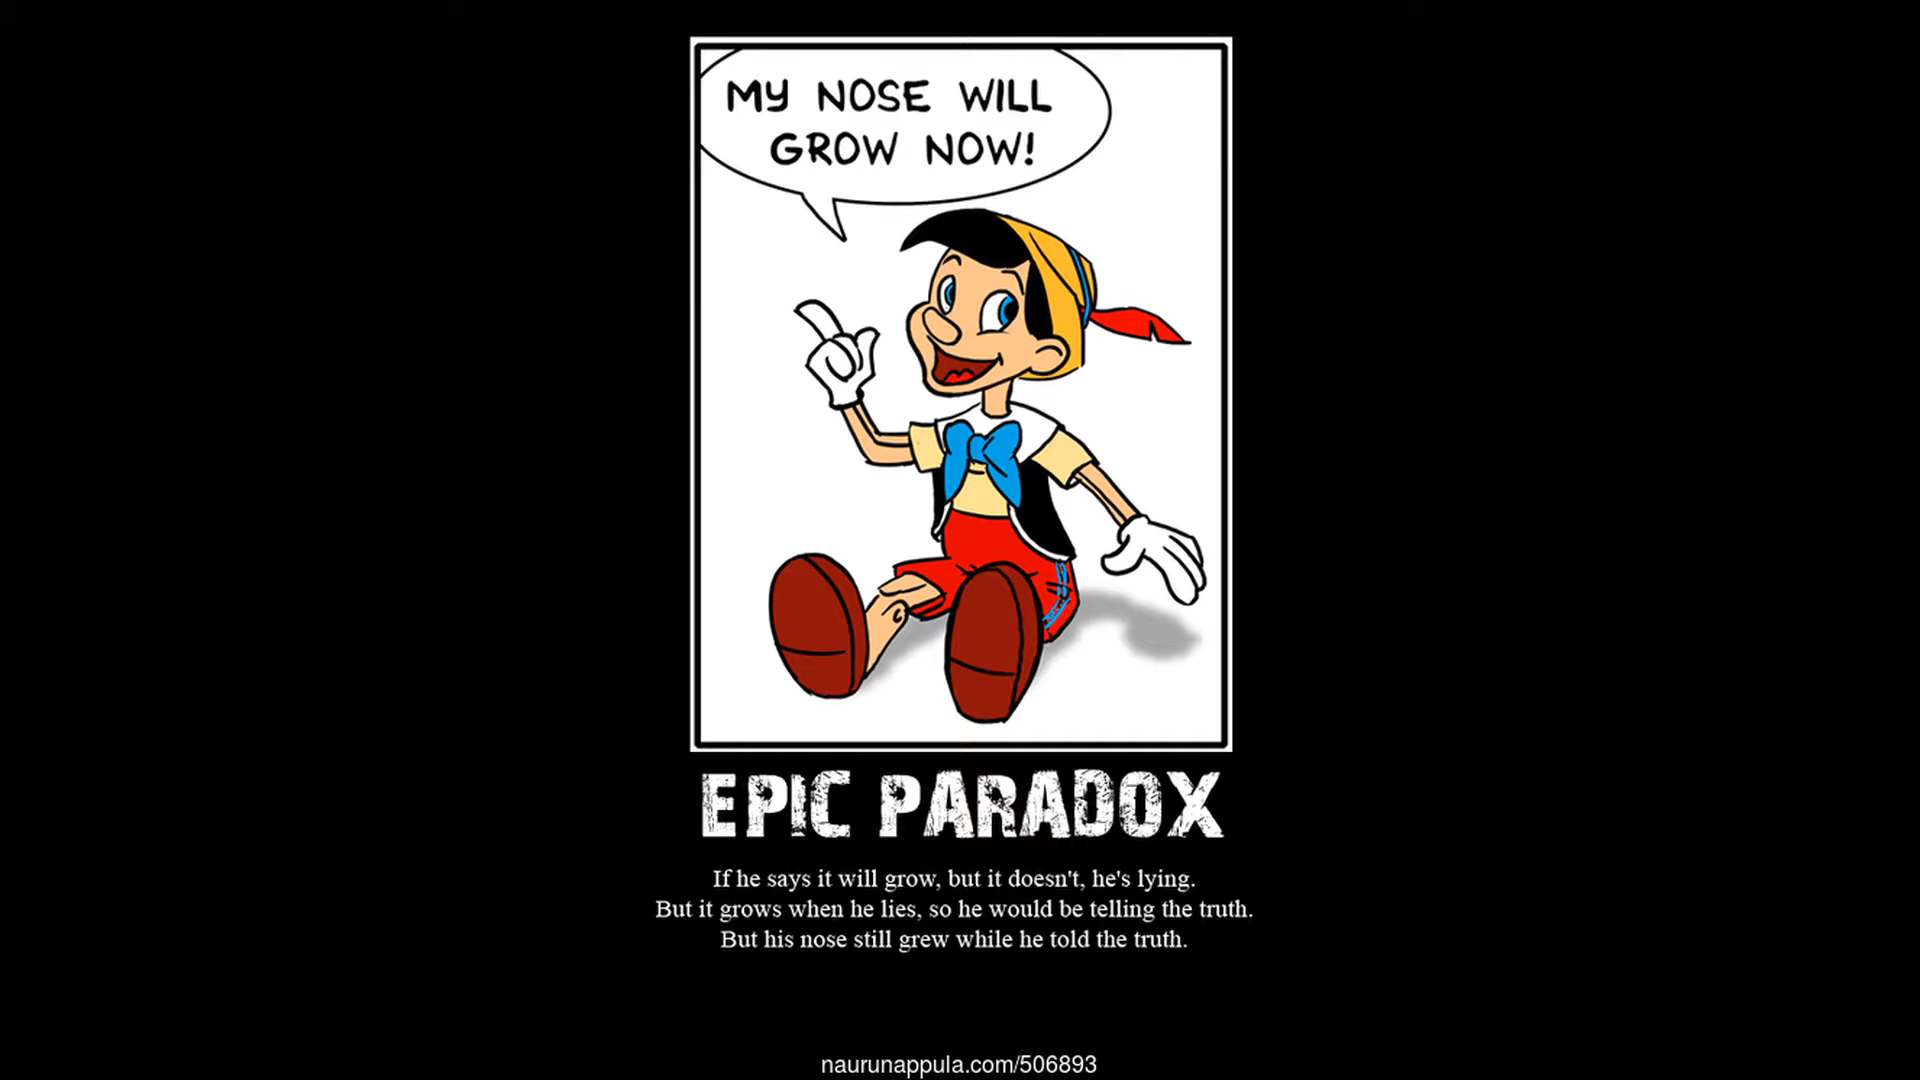 MY NOSE WILL
GROW NOW!
EPIC PARADOX
If he says it will grow, but it doesn't, he's lying.
But it grows when he lies, so he would be telling the truth.
But his nose still grew while he told the truth.
naurunappula.com/506893